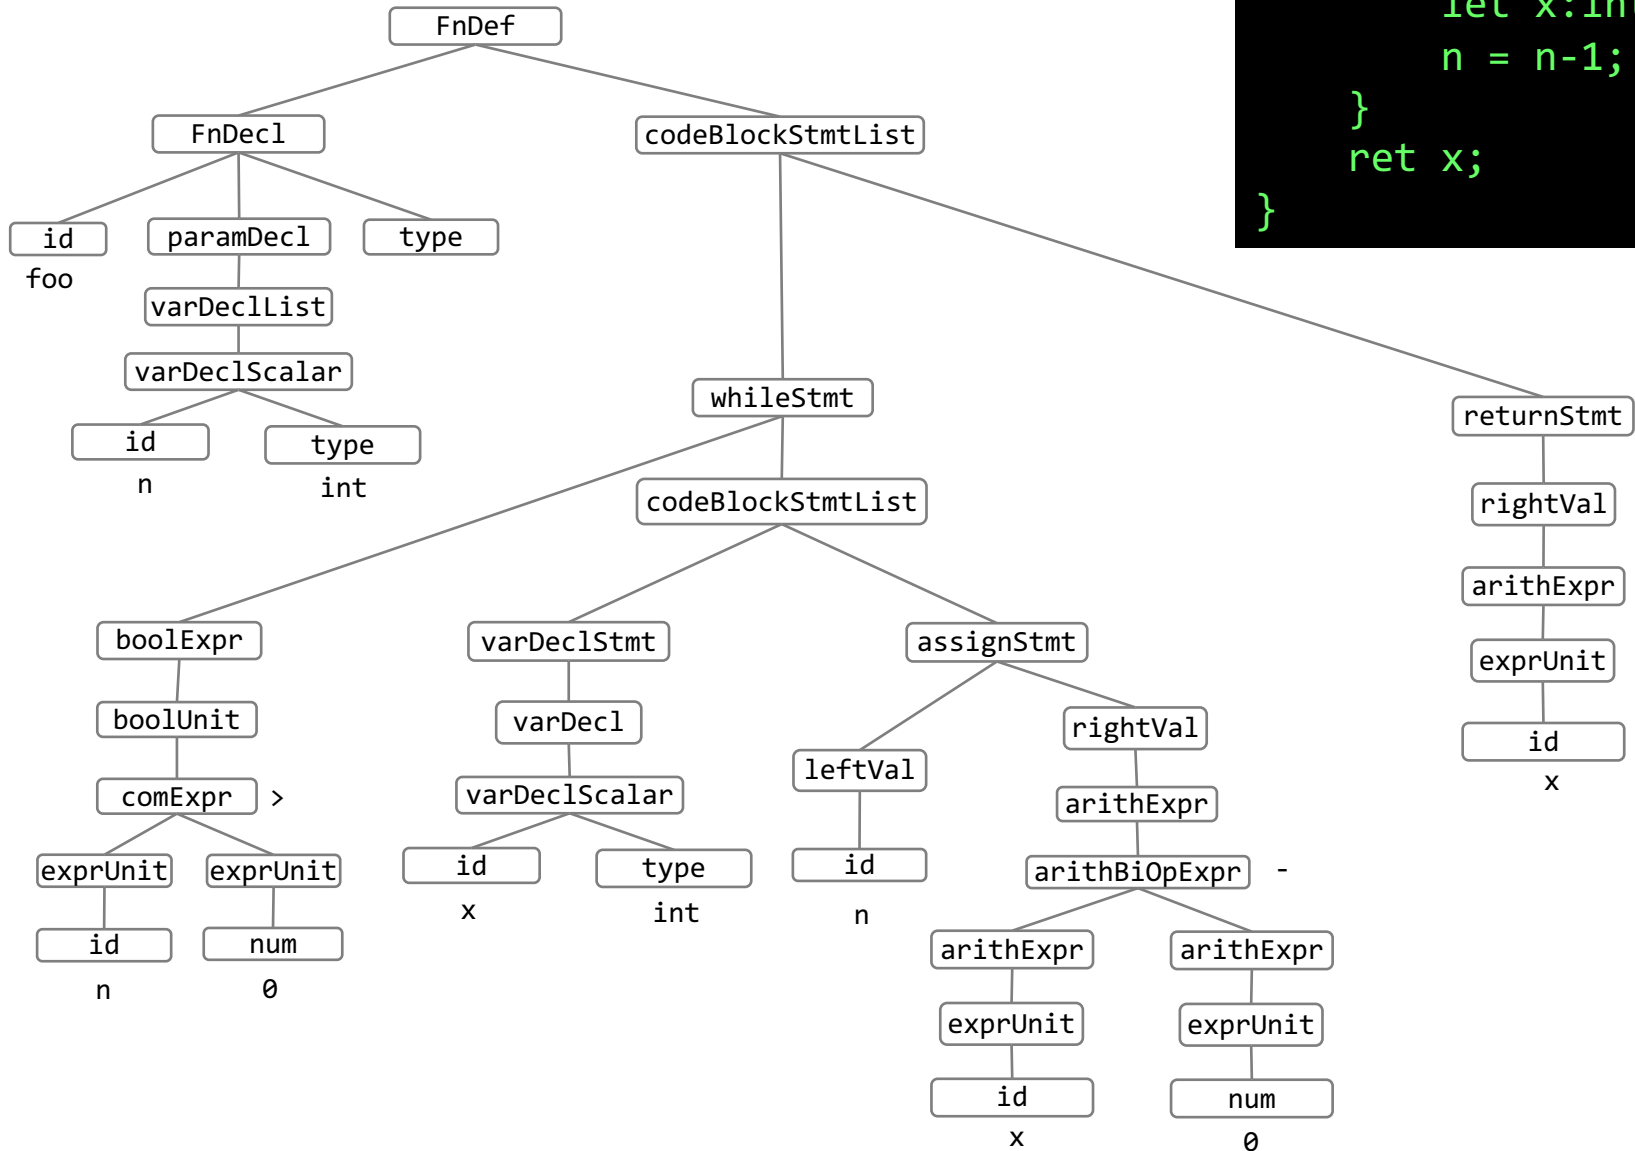 FnDef
let x:int
n = n-1;
}
ret x;
}
FnDecl
codeBlockStmtList
id
paramDecl
type
foo
varDeclList
varDeclScalar
id
type
n
int
whileStmt
returnStmt
codeBlockStmtList
rightVal
arithExpr
exprUnit
id
x
boolExpr
varDeclStmt
assignStmt
boolUnit
varDecl
rightVal
leftVal
comExpr >
varDeclScalar
arithExpr
exprUnit
exprUnit
id
type
id
arithBiOpExpr -
x
int
n
id
num
arithExpr
arithExpr
n
0
exprUnit
exprUnit
id
num
x
0